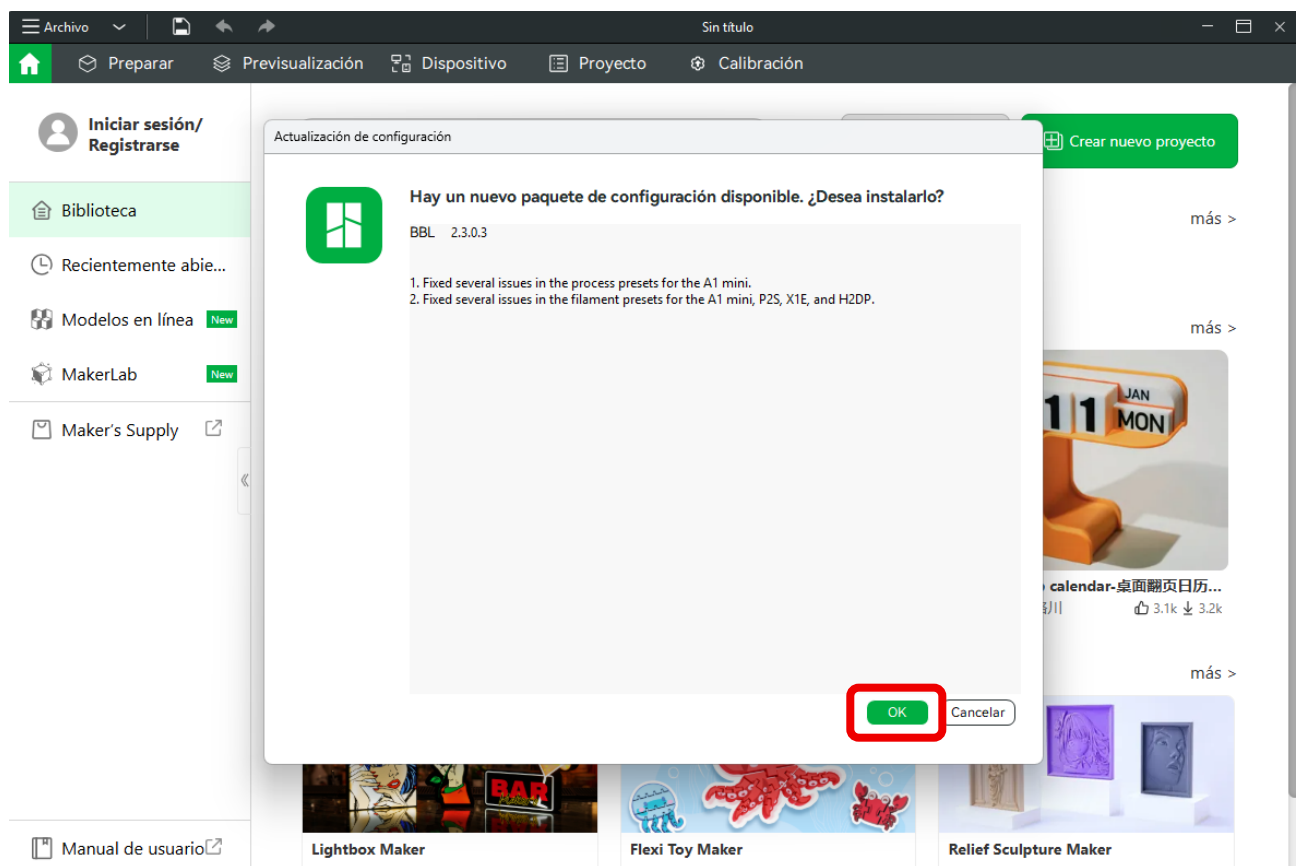 Archivo
Sin título
Preparar
Previsualización
Dispositivo
Proyecto
Calibración
Iniciar sesión/
Registrarse
Biblioteca
Recientemente abie...
Modelos en línea New
MakerLab New
Maker's Supply
Manual de usuario
Crear nuevo proyecto
Actualización de configuración
Hay un nuevo paquete de configuración disponible. ¿Desea instalarlo?
BBL 2.3.0.3
1. Fixed several issues in the process presets for the A1 mini.
2. Fixed several issues in the filament presets for the A1 mini, P2S, X1E, and H2DP.
OK
Cancelar
más >
más >
11
JAN
MON
calendar-桌面翻页日历...
川
3.1k 3.2k
más >
BAR
Lightbox Maker
Flexi Toy Maker
Relief Sculpture Maker